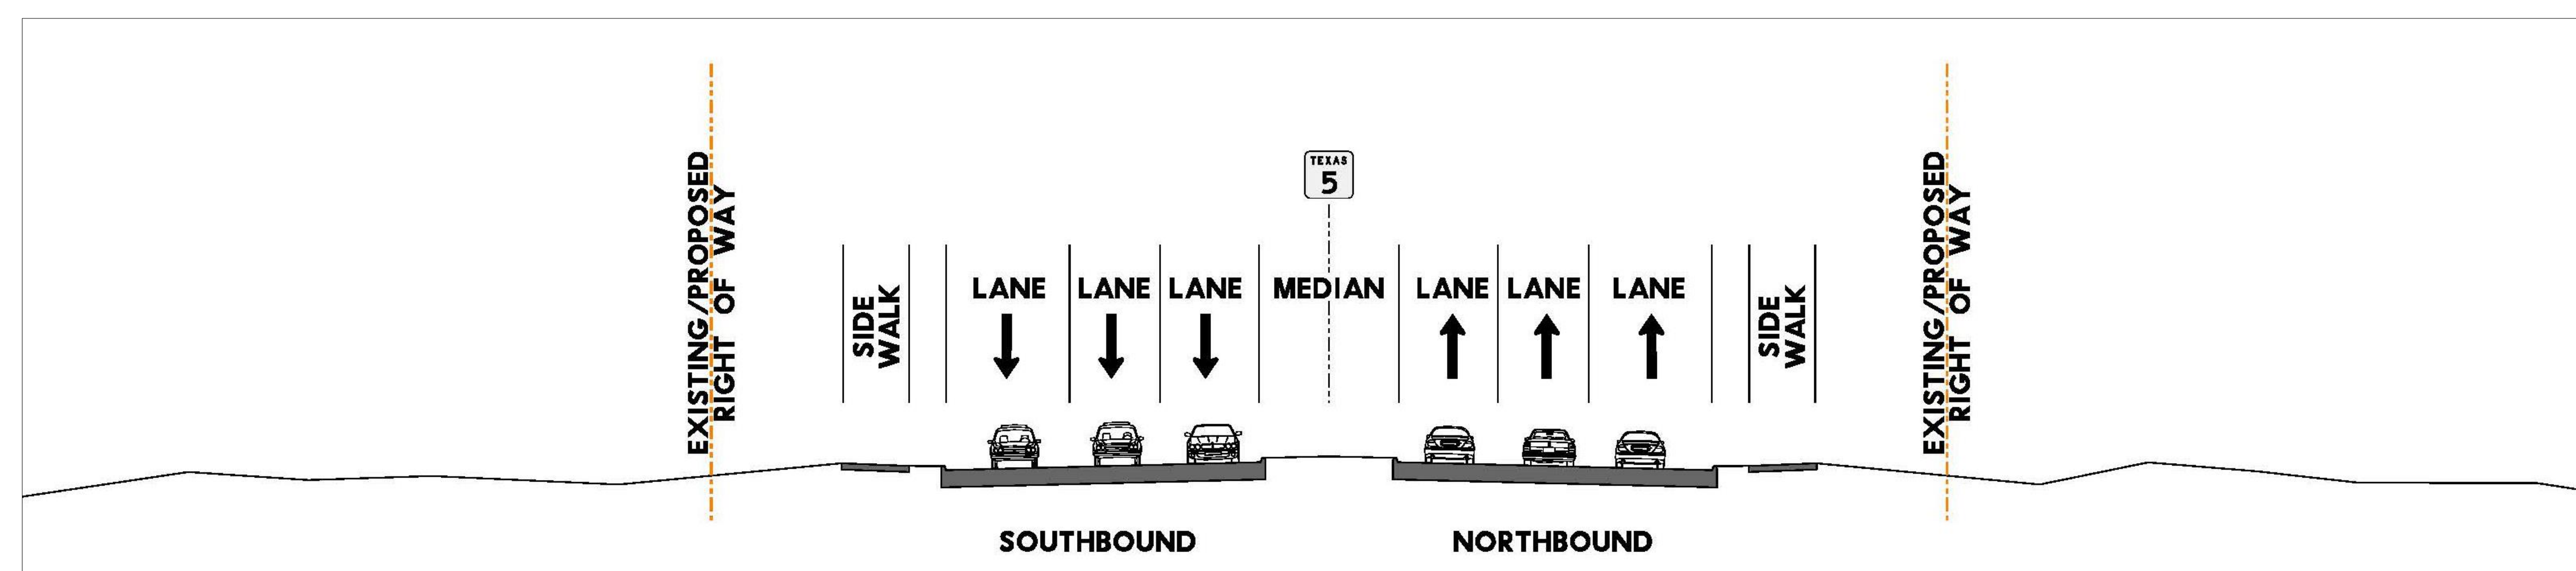 TEXAS
5
EXISTING/PROPOSED
RIGHT OF WAY
SIDE
WALK
LANE
LANE
LANE
MEDIAN
LANE
LANE
LANE
SIDE
WALK
EXISTING/PROPOSED
RIGHT OF WAY
SOUTHBOUND
NORTHBOUND